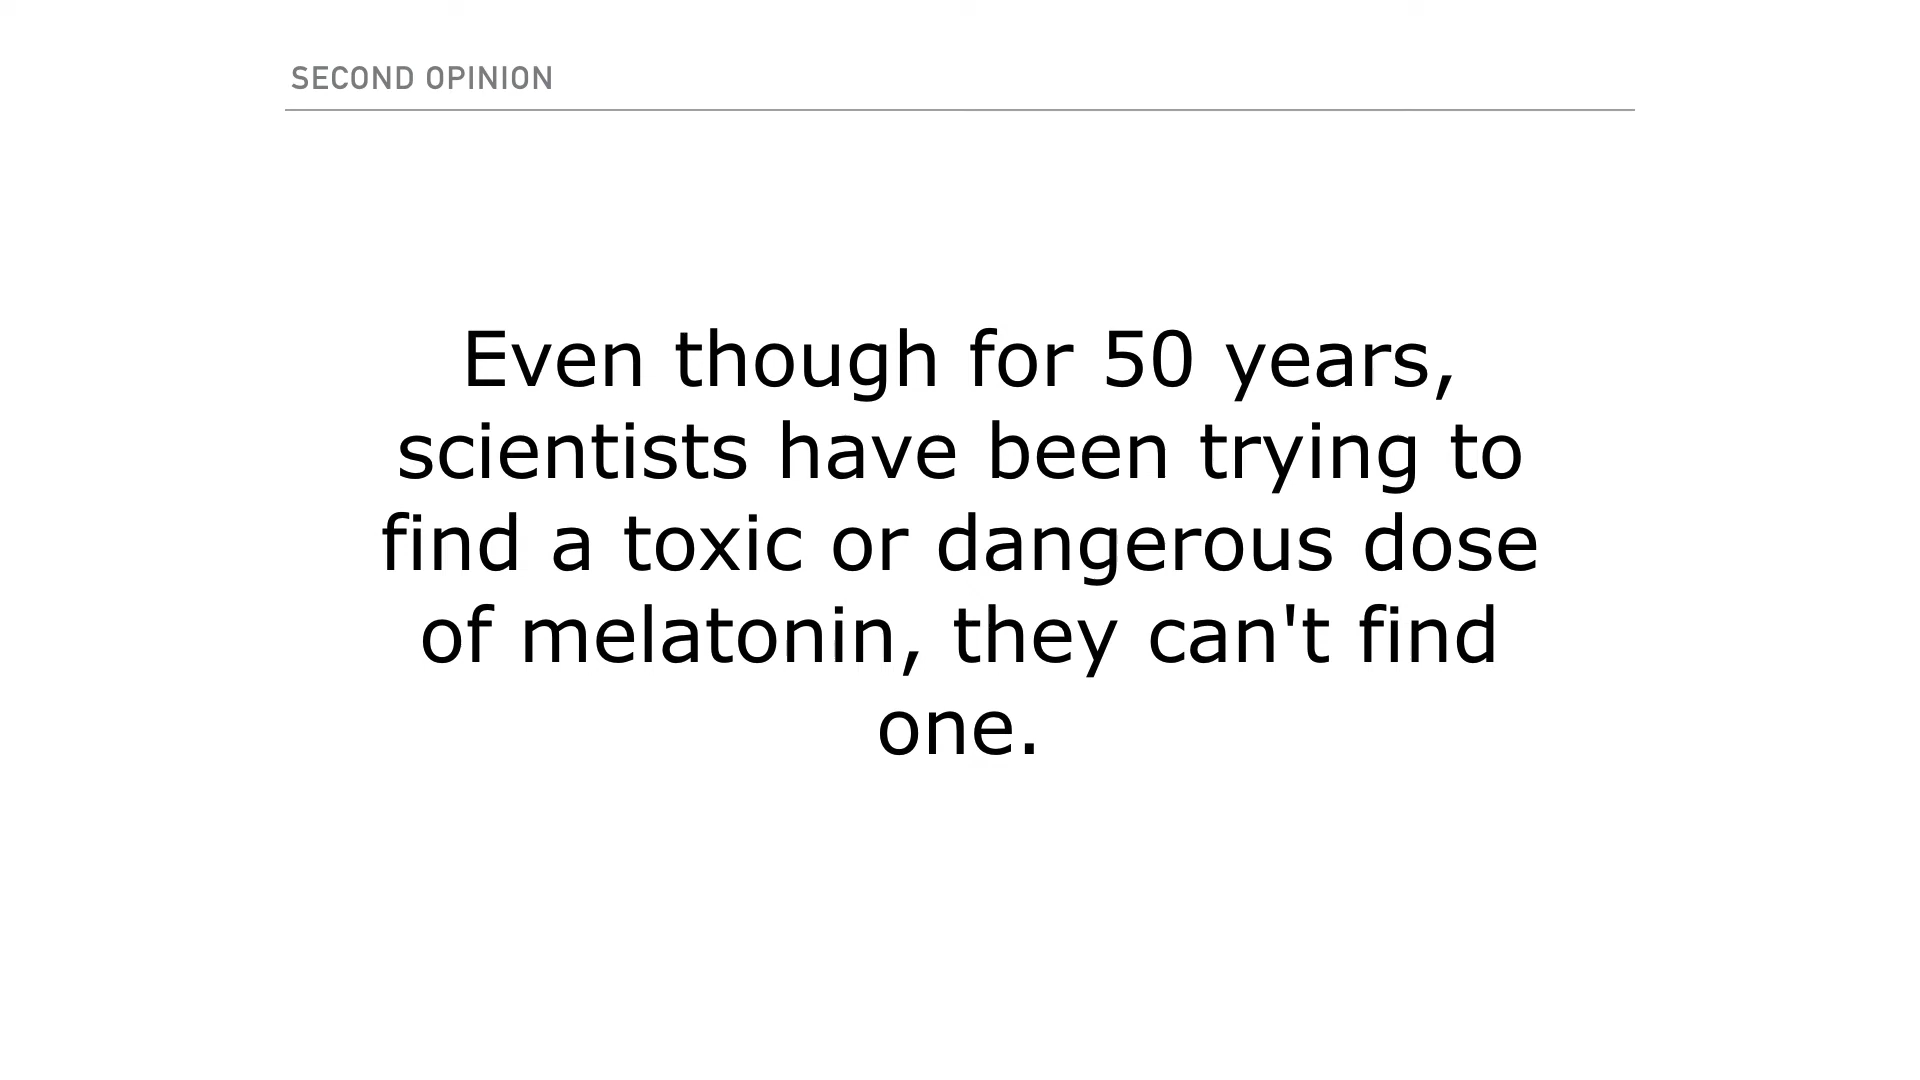 SECOND OPINION
Even though for 50 years,
scientists have been trying to
find a toxic or dangerous dose
of melatonin, they can't find
one.